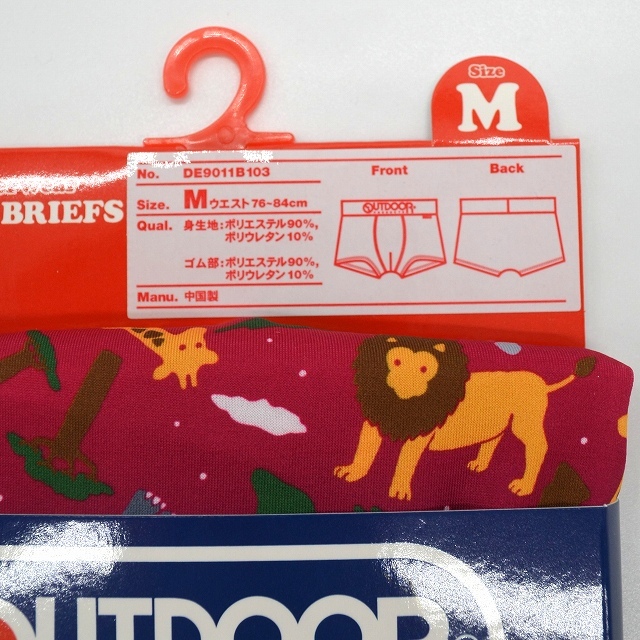 Size
M
BRIEFS
No. DE9011B103
Size. Mウエスト76~84cm
Qual. 身生地:ポリエステル90%,
ポリウレタン10%
ゴム部:ポリエステル90%,
ポリウレタン10%
Manu. 中国製
Front
Back
OUTDOOR
OUTDOOR